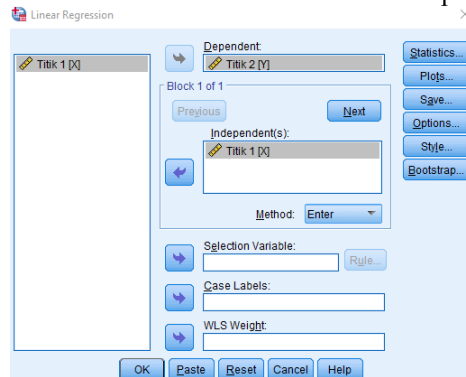 Linear Regression
Titik 1 [X]
Dependent:
Titik 2 [Y]
Block 1 of 1
Previous
Next
Independent(s):
Titik 1 [X]
Method: Enter
Selection Variable:
Rule...
Case Labels:
WLS Weight:
Statistics...
Plots...
Save...
Options...
Style...
Bootstrap...
OK Paste Reset Cancel Help